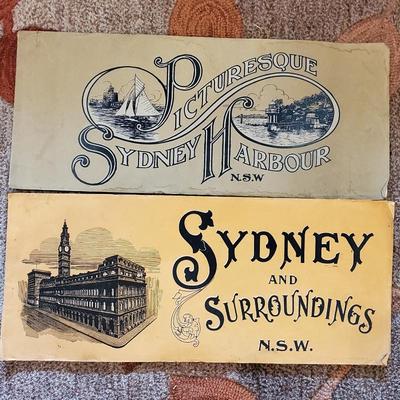 PICTURESQUE
SYDNEY HARBOUR
N.S.W
SYDNEY
AND
SURROUNDINGS
N.S.W.